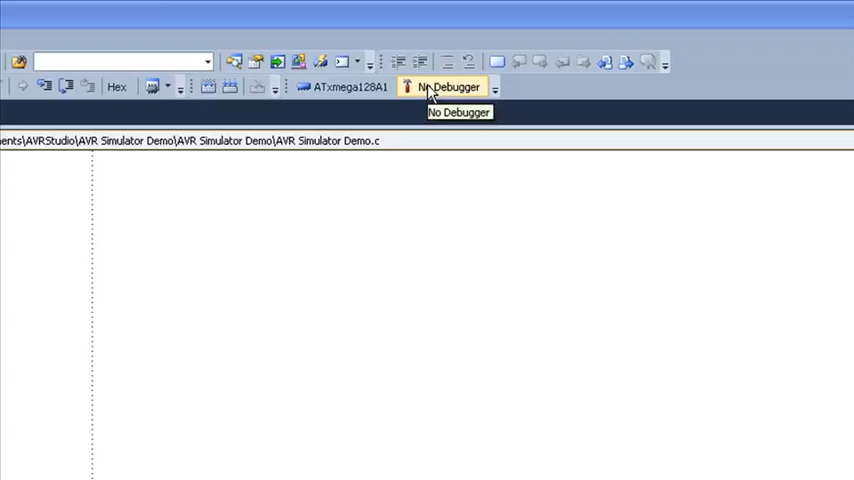 Hex
ATxmega128A1
No Debugger
No Debugger
ents\AVRStudio\AVR Simulator Demo\AVR Simulator Demo\AVR Simulator Demo.c